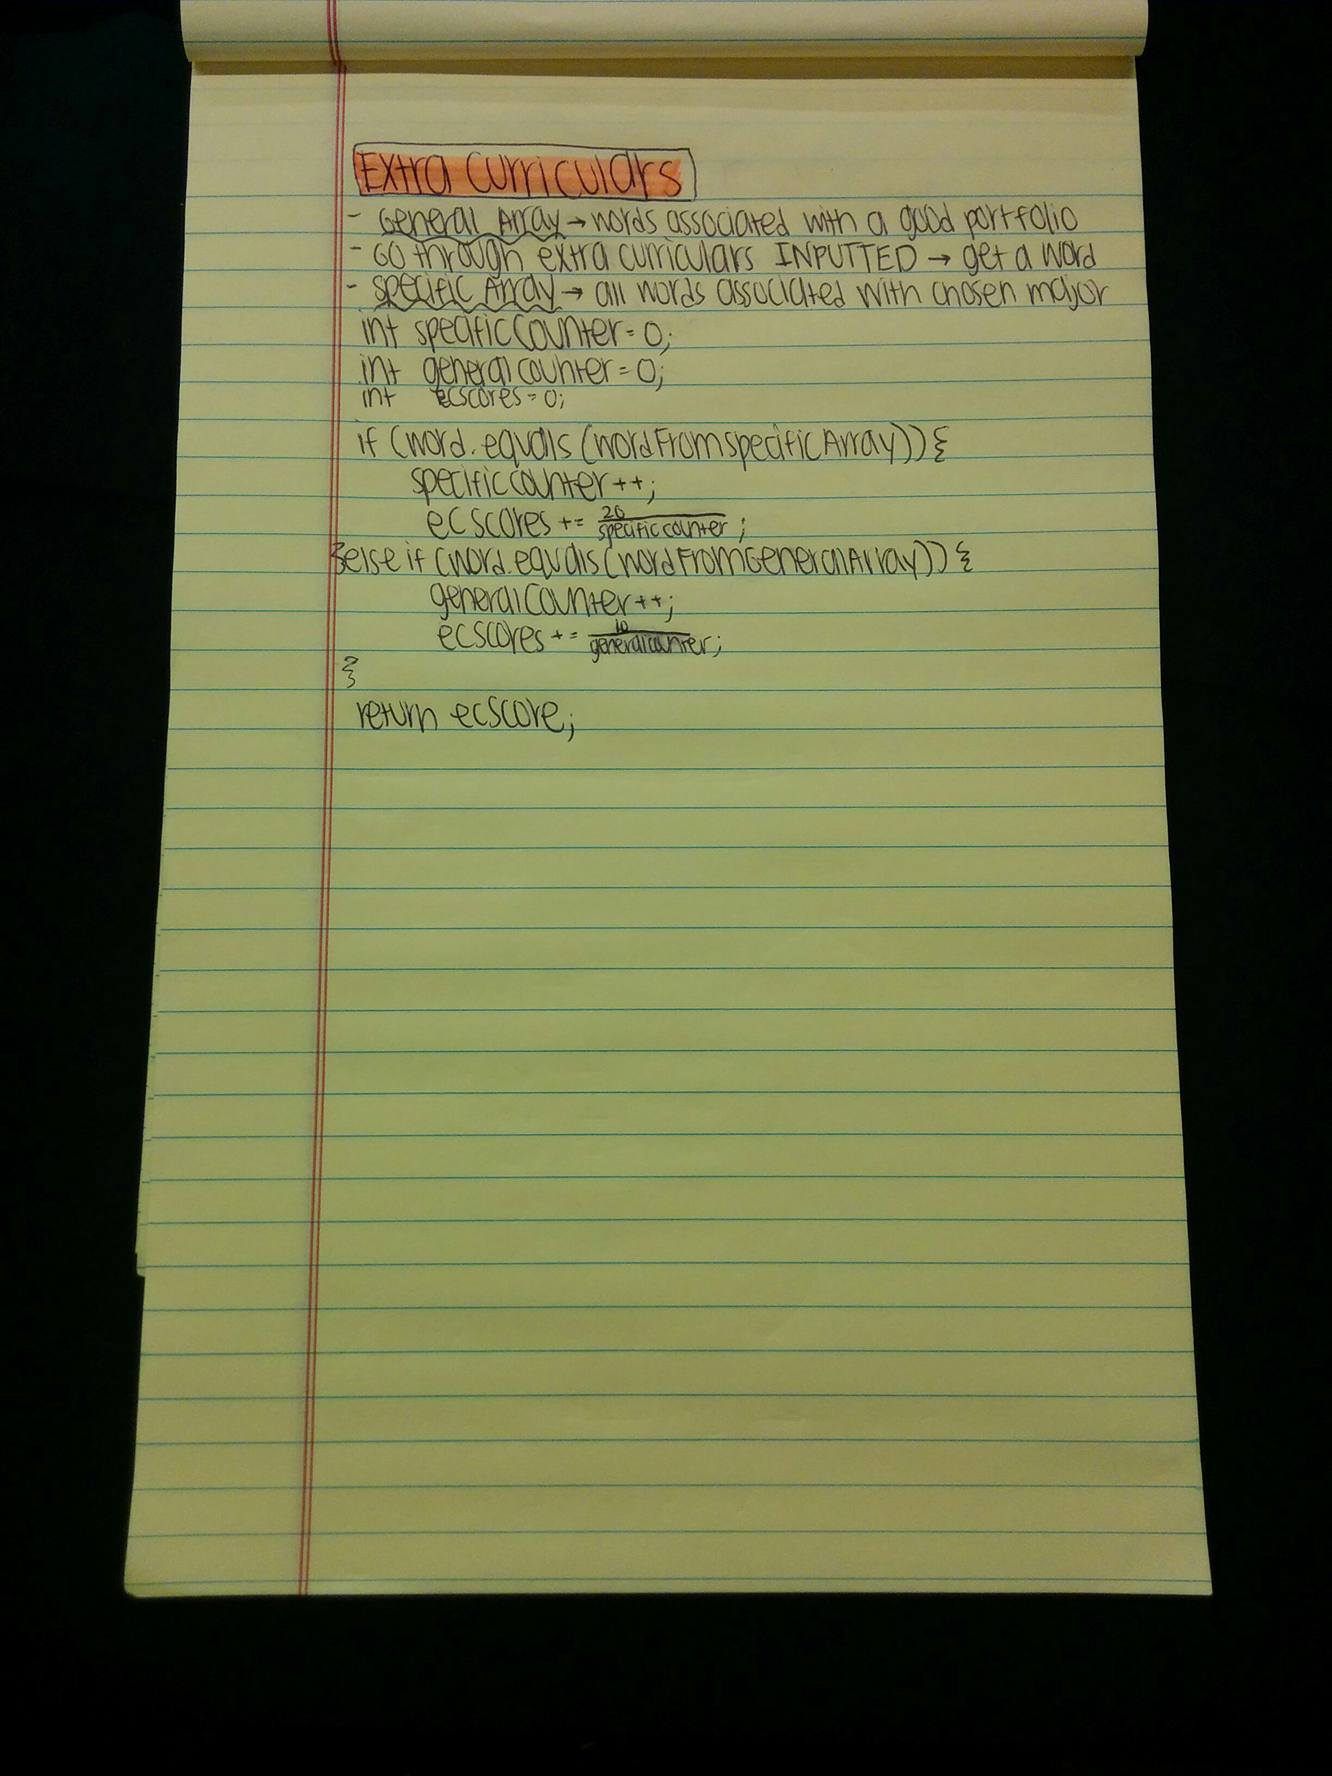 Extra curriculars
- General Array → words associated with a good portfolio
- Go through extra curriculars INPUTTED → get a word
- specific Array → all words associated with chosen major
int specificCounter = 0;
int generalcounter = 0;
int ecscores = 0;
if (word.equals (wordFromspecificArray)) {
specificcounter ++;
ecscores += 20/specificcounter;
}else if (word.equals(wordFromGeneralArray)) {
generalCounter ++;
ecscores += 10/generalcounter;
}
return ecscore;